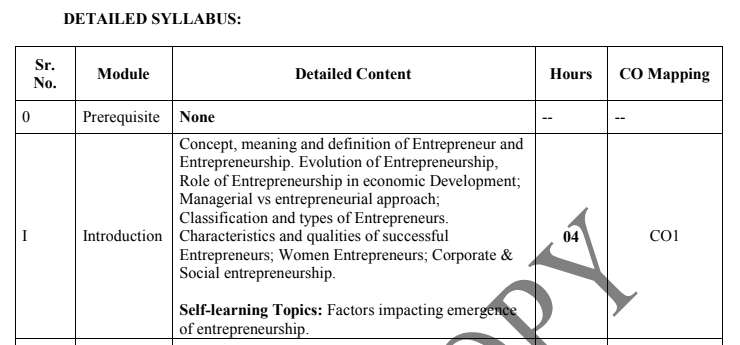 DETAILED SYLLABUS:
Sr. No. Module Detailed Content Hours CO Mapping
0 Prerequisite None -- --
Concept, meaning and definition of Entrepreneur and
Entrepreneurship. Evolution of Entrepreneurship,
Role of Entrepreneurship in economic Development;
Managerial vs entrepreneurial approach;
Classification and types of Entrepreneurs.
I Introduction Characteristics and qualities of successful 04 CO1
Entrepreneurs; Women Entrepreneurs; Corporate &
Social entrepreneurship.
Self-learning Topics: Factors impacting emergence
of entrepreneurship.
OPY